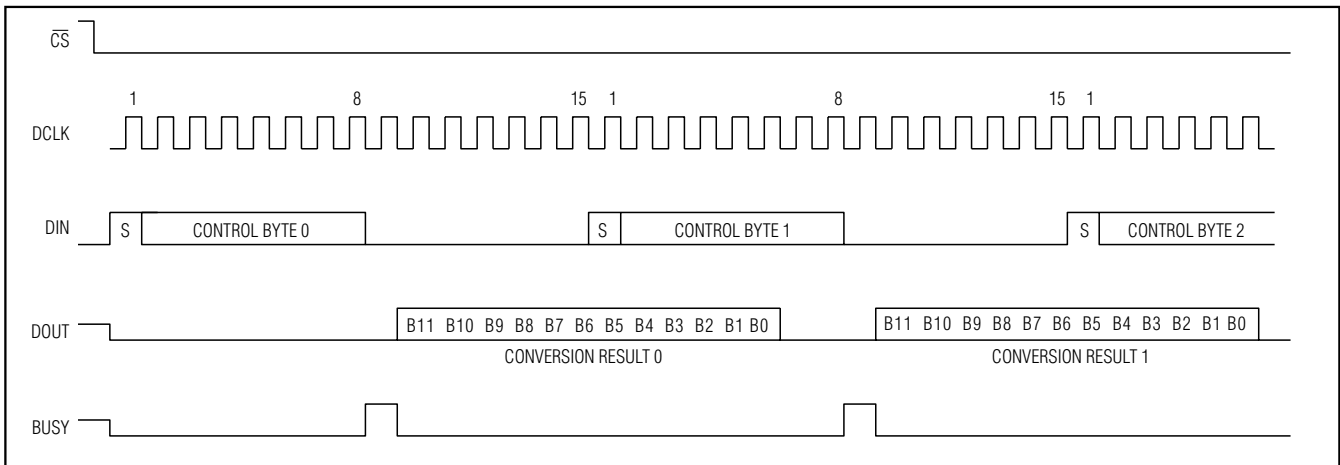 CS
1 8 15 1 8 15 1
DCLK
DIN S CONTROL BYTE 0 S CONTROL BYTE 1 S CONTROL BYTE 2
DOUT B11 B10 B9 B8 B7 B6 B5 B4 B3 B2 B1 B0 B11 B10 B9 B8 B7 B6 B5 B4 B3 B2 B1 B0
CONVERSION RESULT 0 CONVERSION RESULT 1
BUSY